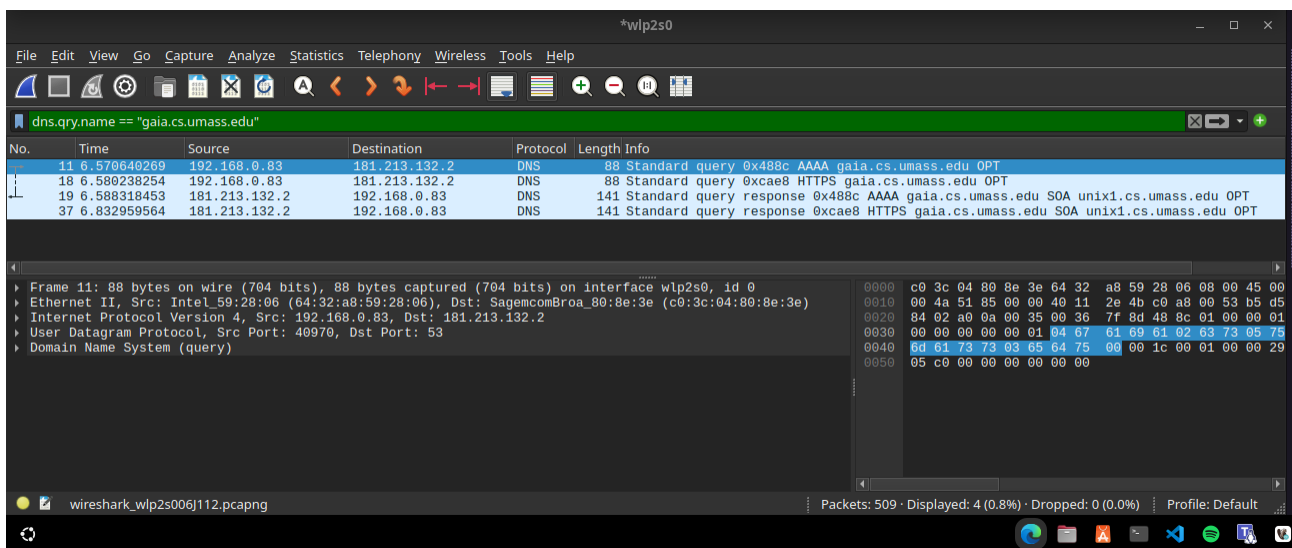 *wlp2s0
File Edit View Go Capture Analyze Statistics Telephony Wireless Tools Help
dns.qry.name == "gaia.cs.umass.edu"
No. Time Source Destination Protocol Length Info
11 6.570640269 192.168.0.83 181.213.132.2 DNS 88 Standard query 0x488c AAAA gaia.cs.umass.edu OPT
18 6.580238254 192.168.0.83 181.213.132.2 DNS 88 Standard query 0xcae8 HTTPS gaia.cs.umass.edu OPT
19 6.588318453 181.213.132.2 192.168.0.83 DNS 141 Standard query response 0x488c AAAA gaia.cs.umass.edu SOA unix1.cs.umass.edu OPT
37 6.832959564 181.213.132.2 192.168.0.83 DNS 141 Standard query response 0xcae8 HTTPS gaia.cs.umass.edu SOA unix1.cs.umass.edu OPT
Frame 11: 88 bytes on wire (704 bits), 88 bytes captured (704 bits) on interface wlp2s0, id 0
Ethernet II, Src: Intel_59:28:06 (64:32:a8:59:28:06), Dst: SagemcomBroa_80:8e:3e (c0:3c:04:80:8e:3e)
Internet Protocol Version 4, Src: 192.168.0.83, Dst: 181.213.132.2
User Datagram Protocol, Src Port: 40970, Dst Port: 53
Domain Name System (query)
0000 c0 3c 04 80 8e 3e 64 32 a8 59 28 06 08 00 45 00
0010 00 4a 51 85 00 00 40 11 2e 4b c0 a8 00 53 b5 d5
0020 84 02 a0 0a 00 35 00 36 7f 8d 48 8c 01 00 00 01
0030 00 00 00 00 00 01 04 67 61 69 61 02 63 73 05 75
0040 6d 61 73 73 03 65 64 75 00 00 1c 00 01 00 00 29
0050 05 c0 00 00 00 00 00 00
wireshark_wlp2s006J112.pcapng
Packets: 509 · Displayed: 4 (0.8%) · Dropped: 0 (0.0%)
Profile: Default